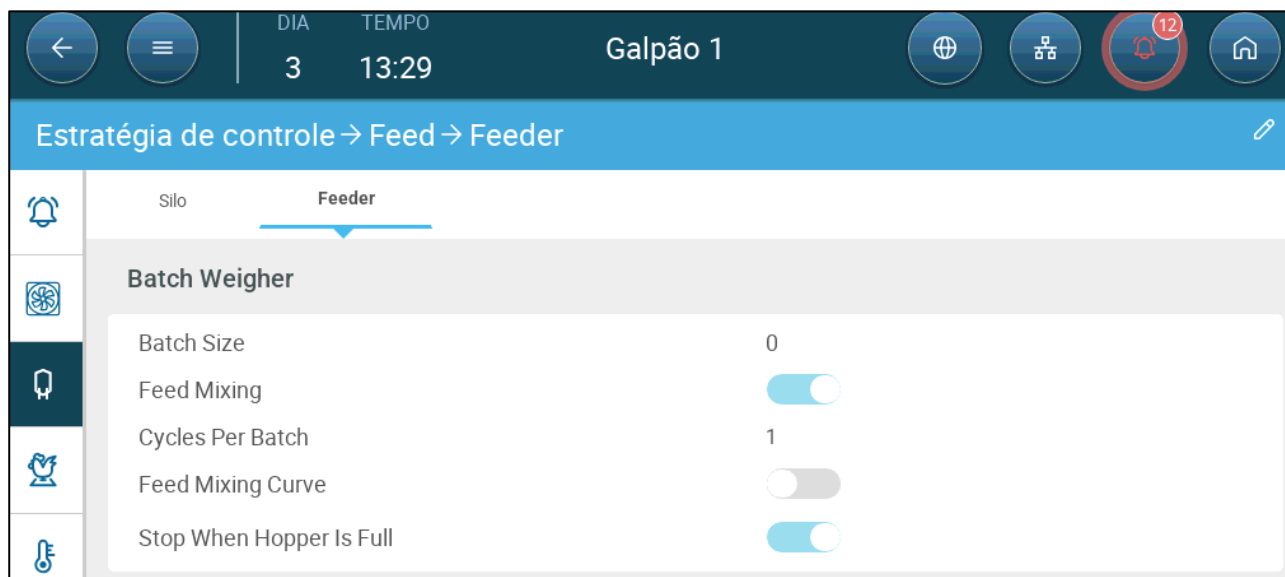 DIA TEMPO
3 13:29 Galpão 1 12
Estratégia de controle → Feed → Feeder
Silo Feeder
Batch Weigher
Batch Size 0
Feed Mixing
Cycles Per Batch 1
Feed Mixing Curve
Stop When Hopper Is Full